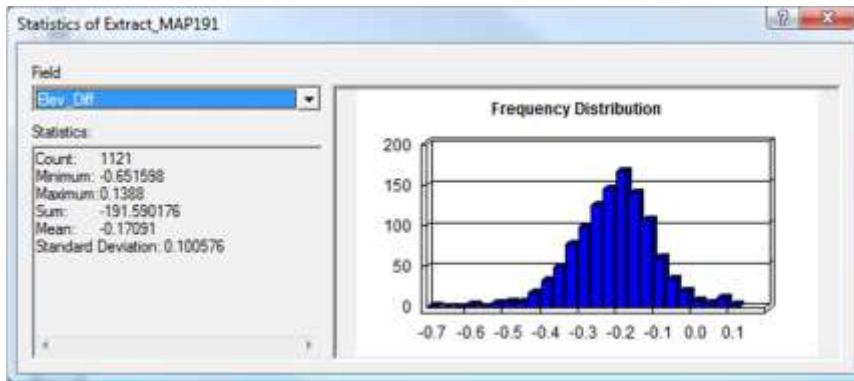 Statistics of Extract_MAP191
Field
Elev_Diff
Statistics:
Count: 1121
Minimum: -0.651598
Maximum: 0.1388
Sum: -191.590176
Mean: -0.17091
Standard Deviation: 0.100576
Frequency Distribution
200
150
100
50
0
-0.7 -0.6 -0.5 -0.4 -0.3 -0.2 -0.1 0.0 0.1